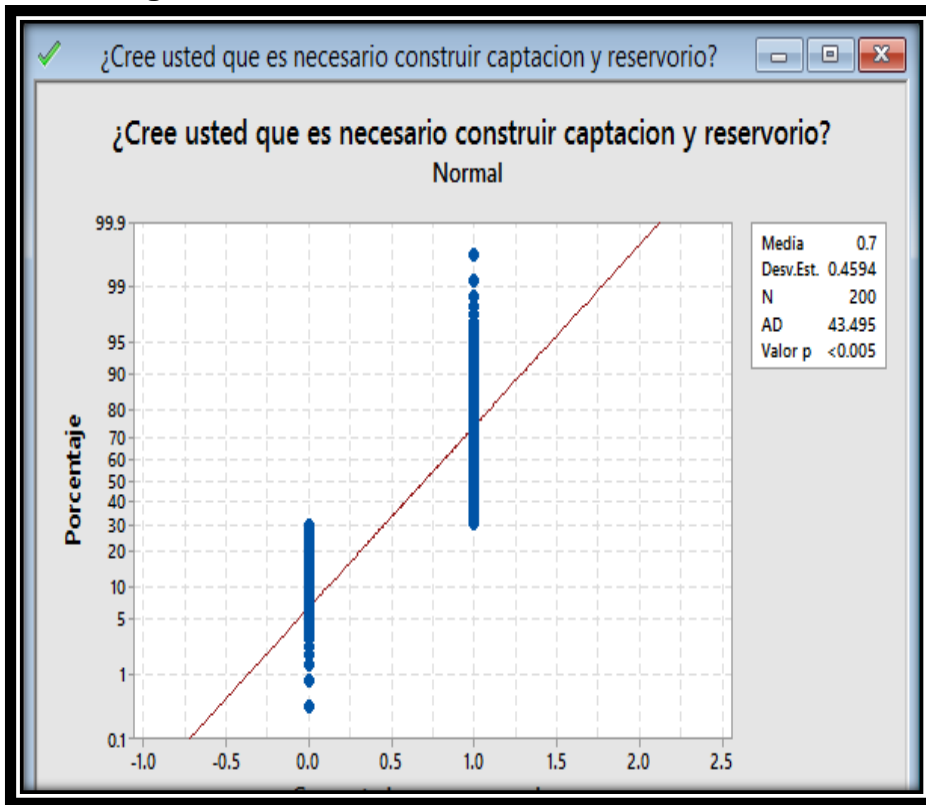 ¿Cree usted que es necesario construir captacion y reservorio?
¿Cree usted que es necesario construir captacion y reservorio?
Normal
99.9
99
95
90
80
70
60
50
40
30
20
10
5
1
0.1
Porcentaje
-1.0 -0.5 0.0 0.5 1.0 1.5 2.0 2.5
Media 0.7
Desv.Est. 0.4594
N 200
AD 43.495
Valor p <0.005